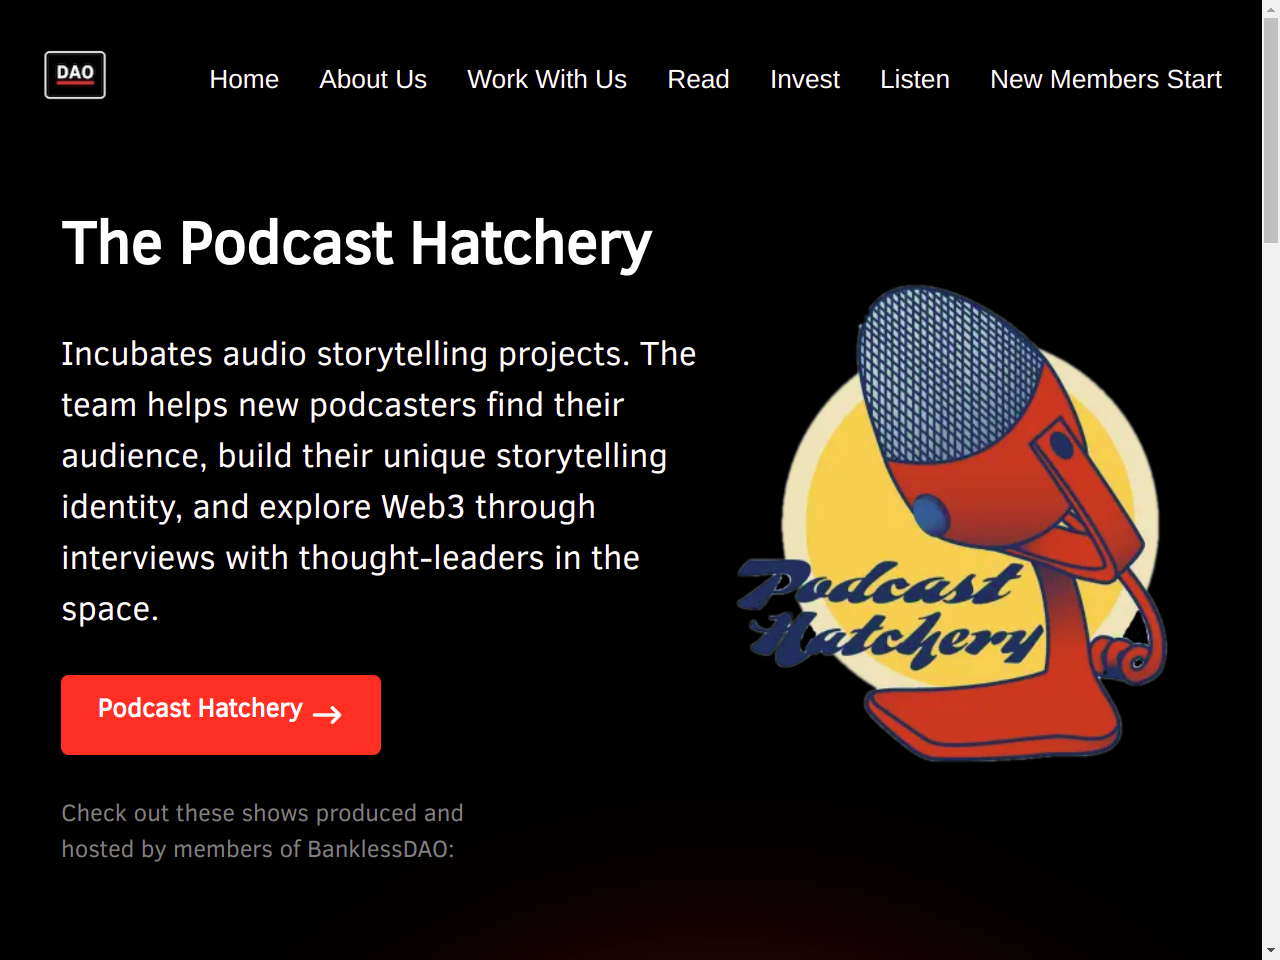 DAO
Home
About Us
Work With Us
Read
Invest
Listen
New Members Start
The Podcast Hatchery
Incubates audio storytelling projects. The
team helps new podcasters find their
audience, build their unique storytelling
identity, and explore Web3 through
interviews with thought-leaders in the
space.
Podcast
Hatchery
Podcast Hatchery
Check out these shows produced and
hosted by members of BanklessDAO: